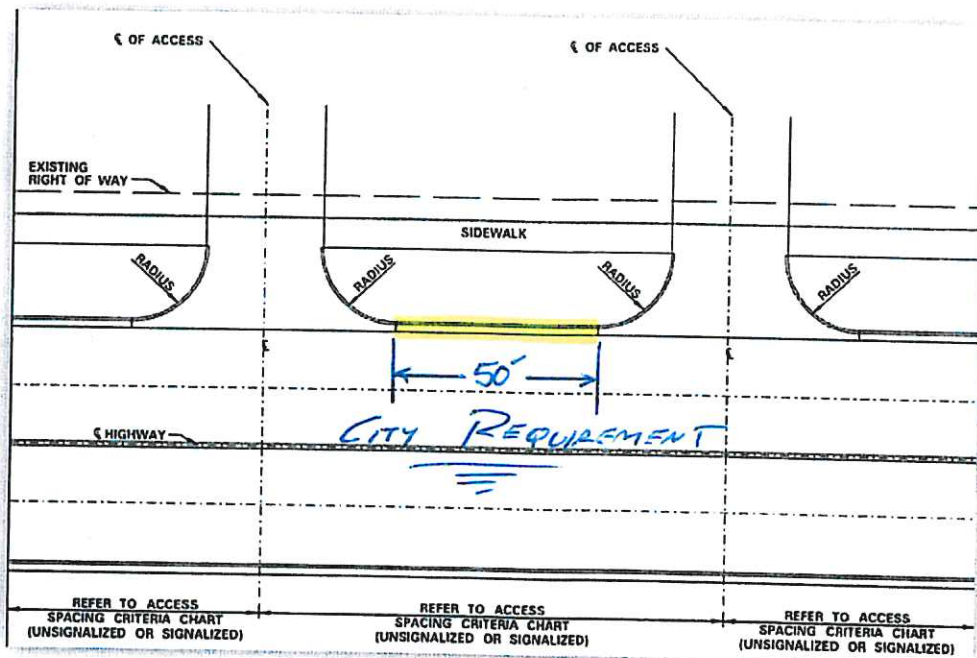 ℄ OF ACCESS
℄ OF ACCESS
EXISTING
RIGHT OF WAY
SIDEWALK
RADIUS
RADIUS
RADIUS
RADIUS
℄
℄
50'
CITY REQUIREMENT
℄ HIGHWAY
REFER TO ACCESS
SPACING CRITERIA CHART
(UNSIGNALIZED OR SIGNALIZED)
REFER TO ACCESS
SPACING CRITERIA CHART
(UNSIGNALIZED OR SIGNALIZED)
REFER TO ACCESS
SPACING CRITERIA CHART
(UNSIGNALIZED OR SIGNALIZED)